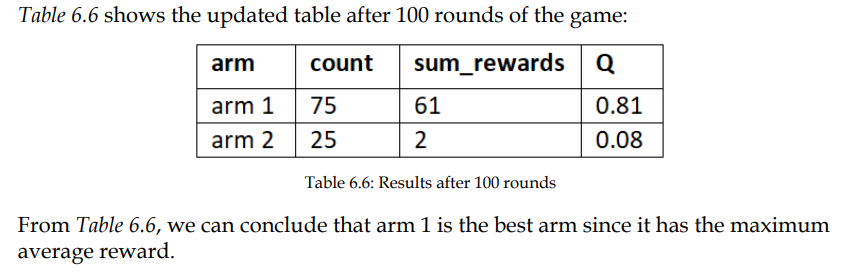 Table 6.6 shows the updated table after 100 rounds of the game:
arm count sum_rewards Q
arm 1 75 61 0.81
arm 2 25 2 0.08
Table 6.6: Results after 100 rounds
From Table 6.6, we can conclude that arm 1 is the best arm since it has the maximum
average reward.